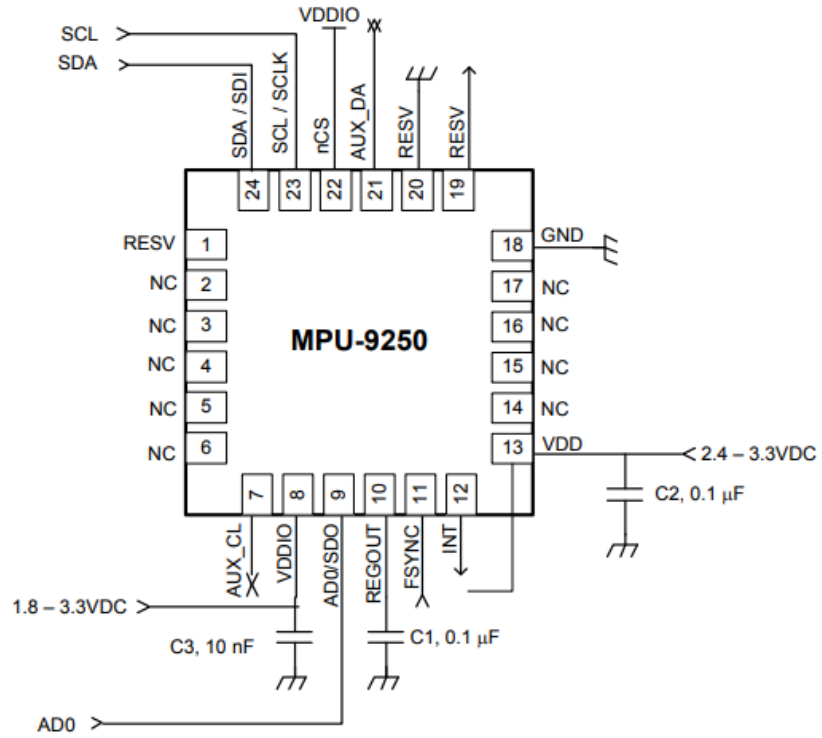 VDDIO
SCL
SDA
SDA / SDI
SCL / SCLK
nCS
AUX_DA
RESV
RESV
24
23
22
21
20
19
RESV
1
18
GND
NC
2
17
NC
NC
3
16
NC
MPU-9250
NC
4
15
NC
NC
5
14
NC
NC
6
13
VDD
2.4 – 3.3VDC
7
8
9
10
11
12
C2, 0.1 μF
AUX_CL
VDDIO
AD0/SDO
REGOUT
FSYNC
INT
1.8 – 3.3VDC
C3, 10 nF
C1, 0.1 μF
AD0